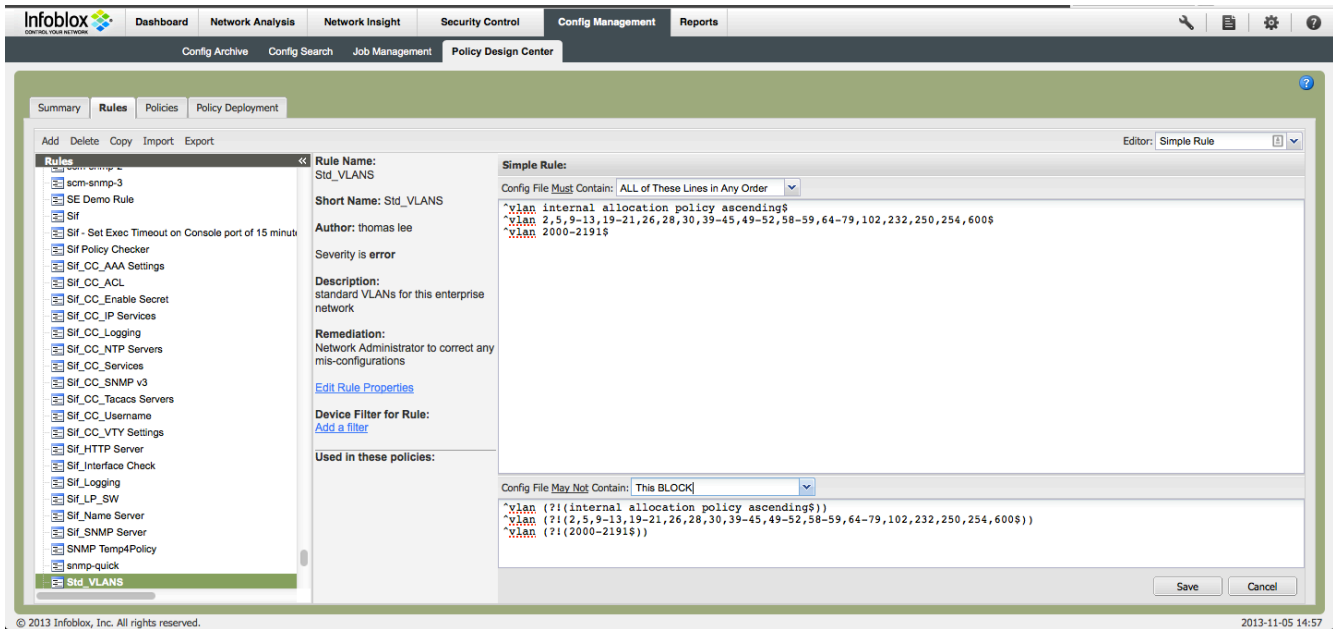 Infoblox
CONTROL YOUR NETWORK
Dashboard Network Analysis Network Insight Security Control Config Management Reports
Config Archive Config Search Job Management Policy Design Center
Summary Rules Policies Policy Deployment
Add Delete Copy Import Export
Editor: Simple Rule
Rules
scm-snmp-2
scm-snmp-3
SE Demo Rule
Sif
Sif - Set Exec Timeout on Console port of 15 minute
Sif Policy Checker
Sif_CC_AAA Settings
Sif_CC_ACL
Sif_CC_Enable Secret
Sif_CC_IP Services
Sif_CC_Logging
Sif_CC_NTP Servers
Sif_CC_Services
Sif_CC_SNMP v3
Sif_CC_Tacacs Servers
Sif_CC_Username
Sif_CC_VTY Settings
Sif_HTTP Server
Sif_Interface Check
Sif_Logging
Sif_LP_SW
Sif_Name Server
Sif_SNMP Server
SNMP Temp4Policy
snmp-quick
Std_VLANS
Rule Name:
Std_VLANS
Short Name: Std_VLANS
Author: thomas lee
Severity is error
Description:
standard VLANs for this enterprise
network
Remediation:
Network Administrator to correct any
mis-configurations
Edit Rule Properties
Device Filter for Rule:
Add a filter
Used in these policies:
Simple Rule:
Config File Must Contain: ALL of These Lines in Any Order
^vlan internal allocation policy ascending$
^vlan 2,5,9-13,19-21,26,28,30,39-45,49-52,58-59,64-79,102,232,250,254,600$
^vlan 2000-2191$
Config File May Not Contain: This BLOCK
^vlan (?!(internal allocation policy ascending$))
^vlan (?!(2,5,9-13,19-21,26,28,30,39-45,49-52,58-59,64-79,102,232,250,254,600$))
^vlan (?!(2000-2191$))
Save Cancel
© 2013 Infoblox, Inc. All rights reserved.
2013-11-05 14:57